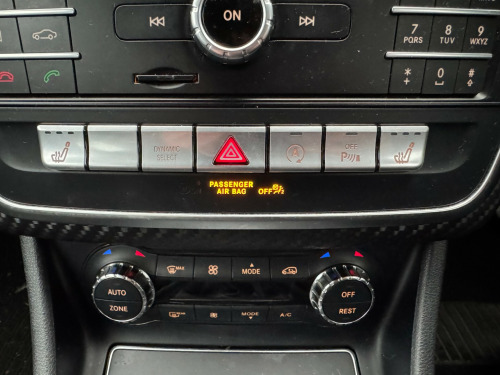 ON
7
PQRS
8
TUV
9
WXYZ
*
0
#
DYNAMIC
SELECT
OFF
PASSENGER
AIR BAG OFF
MAX
MODE
AUTO
ZONE
OFF
REST
MODE
A/C